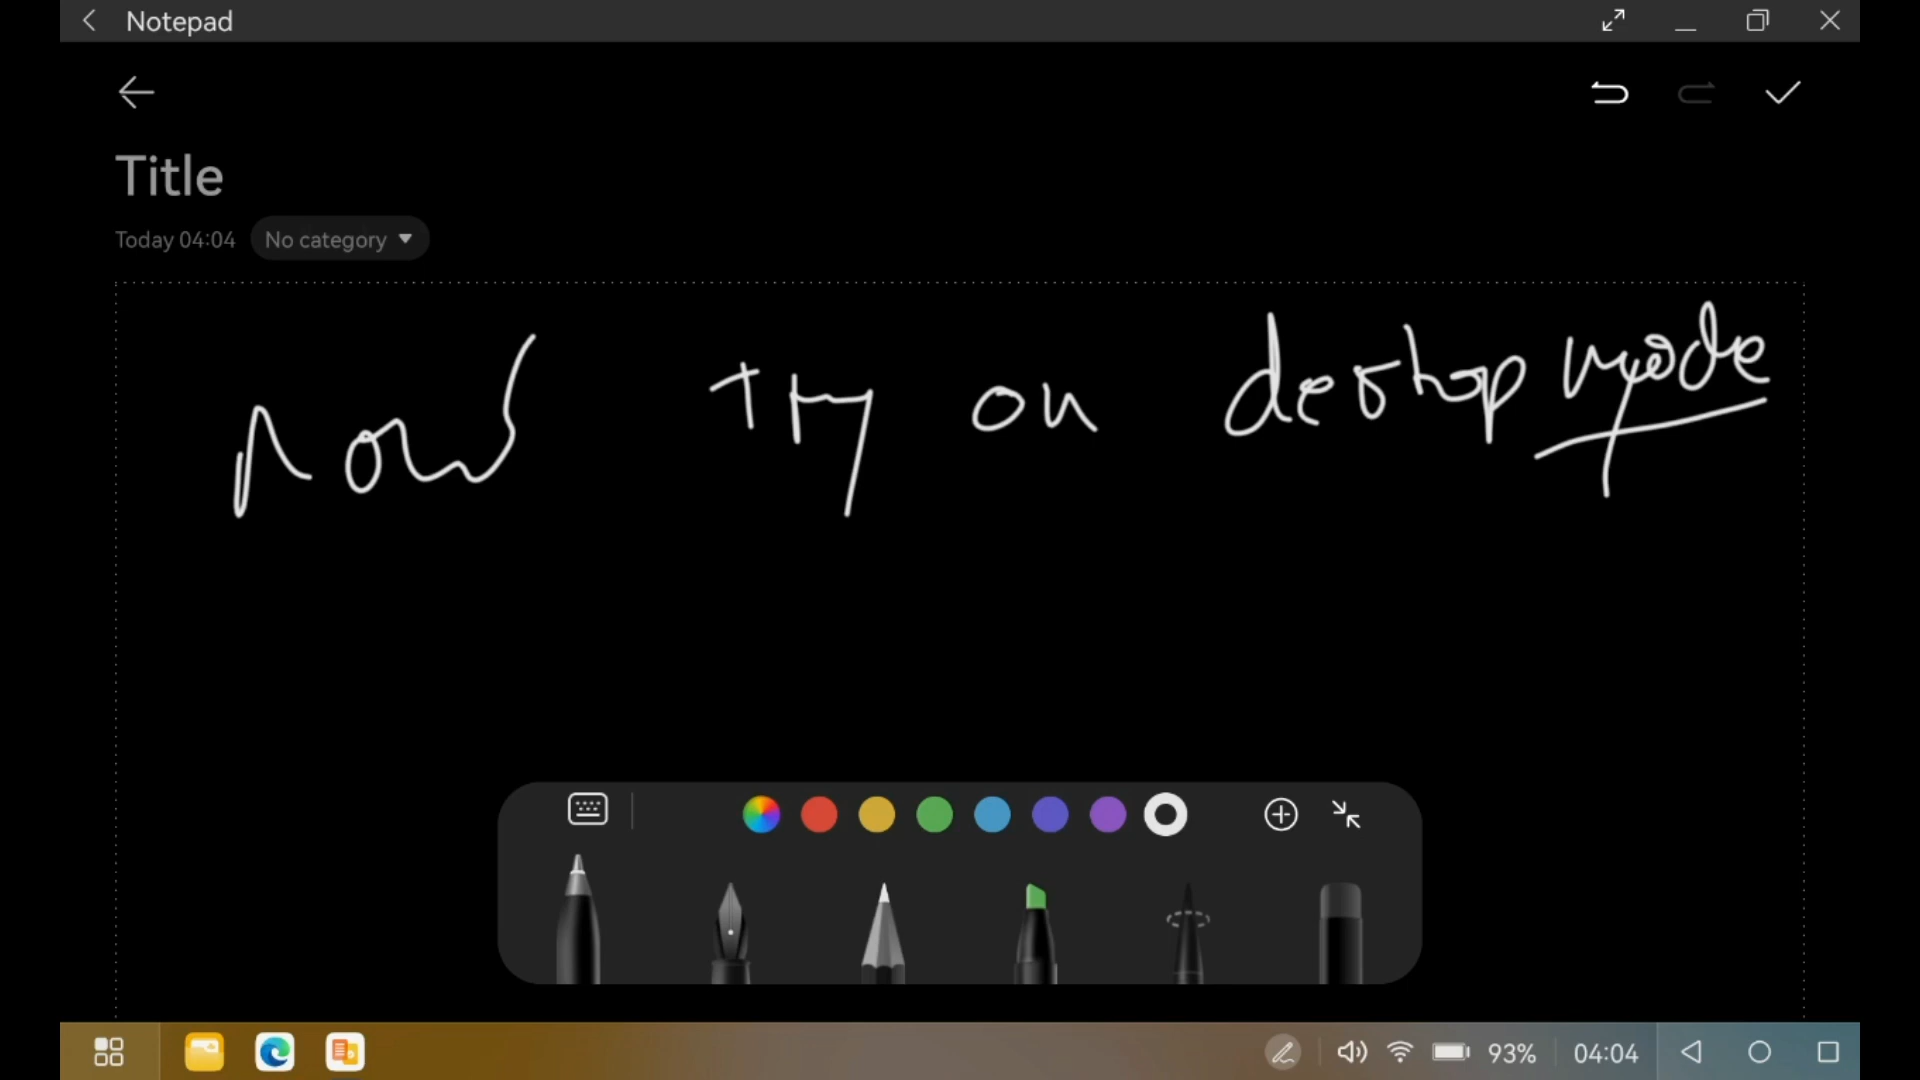 Notepad
Title
Today 04:04 No category
Now try on desktop mode
93% 04:04